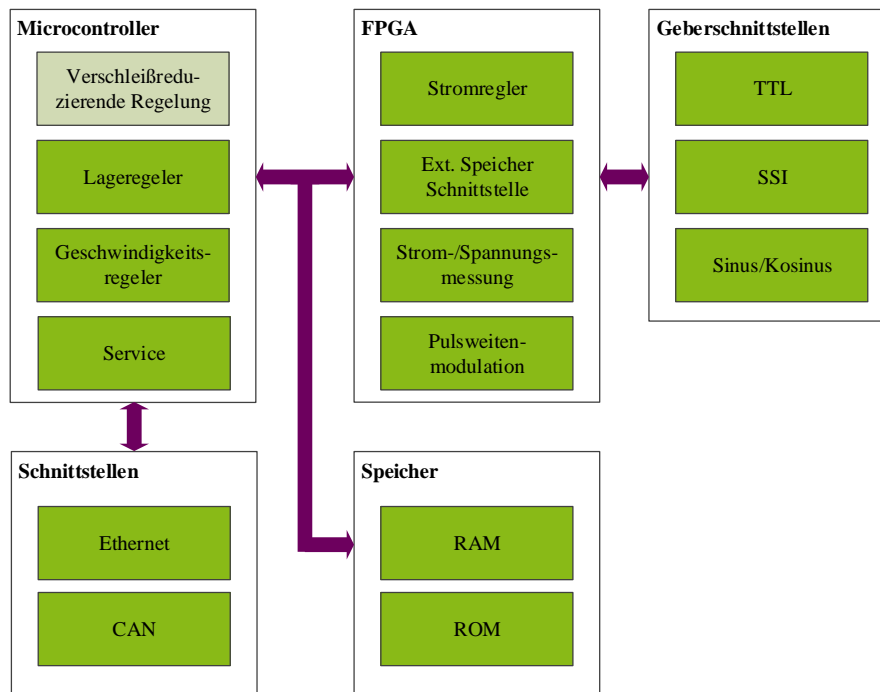 Microcontroller
Verschleißredu-
zierende Regelung
Lageregeler
Geschwindigkeits-
regeler
Service
FPGA
Stromregler
Ext. Speicher
Schnittstelle
Strom-/Spannungs-
messung
Pulsweiten-
modulation
Geberschnittstellen
TTL
SSI
Sinus/Kosinus
Schnittstellen
Ethernet
CAN
Speicher
RAM
ROM